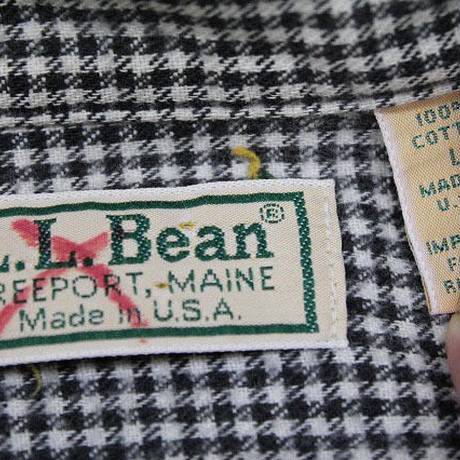 L. Bean®
REEPORT, MAINE
Made in U.S.A.
100%
COTT
L
MAD
U.
IMP
F
R